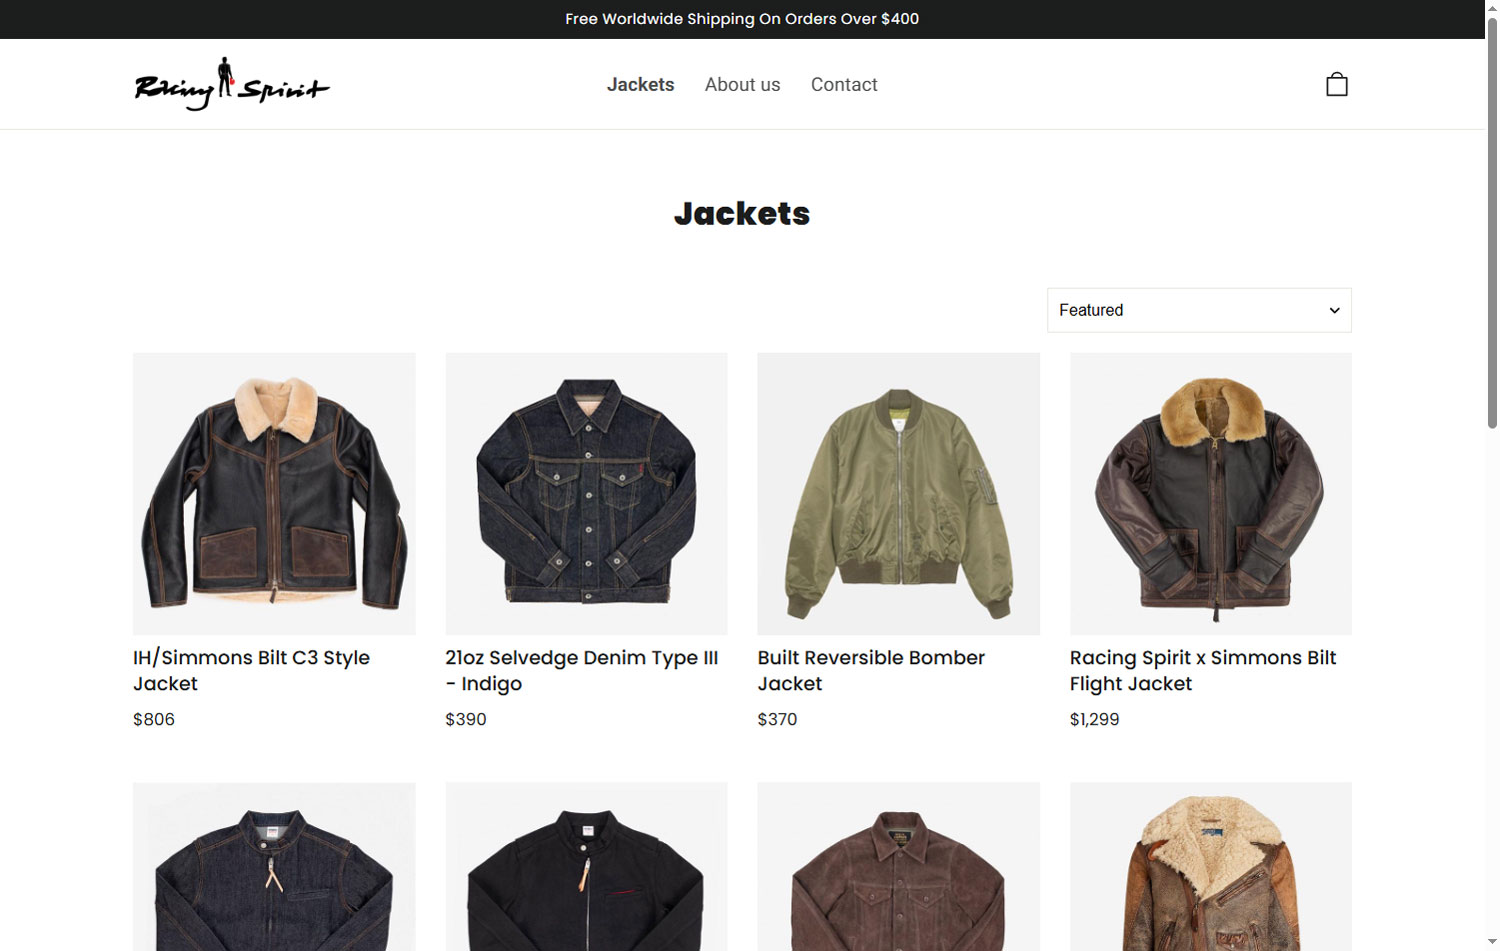 Free Worldwide Shipping On Orders Over $400
Racing Spirit
Jackets
About us
Contact
Jackets
Featured
IH/Simmons Bilt C3 Style
Jacket
$806
21oz Selvedge Denim Type III
- Indigo
$390
Built Reversible Bomber
Jacket
$370
Racing Spirit x Simmons Bilt
Flight Jacket
$1,299